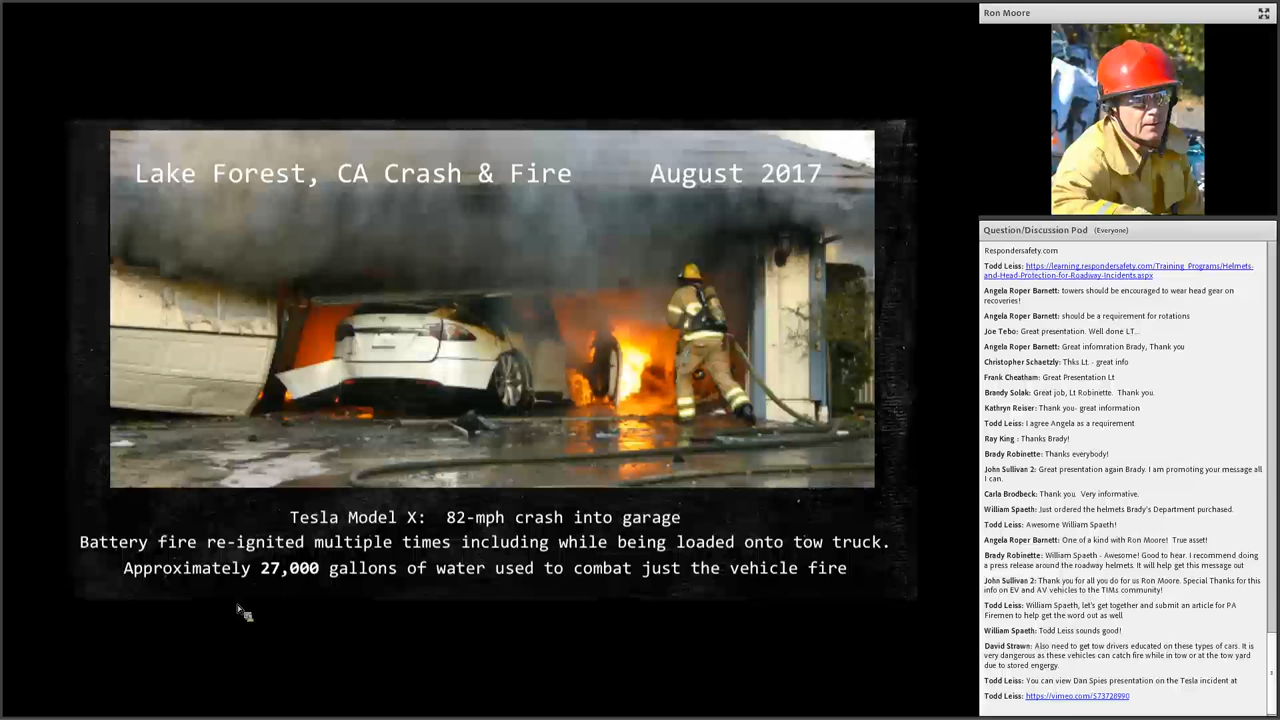 Lake Forest, CA Crash & Fire August 2017
Tesla Model X: 82-mph crash into garage
Battery fire re-ignited multiple times including while being loaded onto tow truck.
Approximately 27,000 gallons of water used to combat just the vehicle fire
Ron Moore
Question/Discussion Pod (Everyone)
Respondersafety.com
Todd Leiss: https://learning.respondersafety.com/Training_Programs/Helmets-
and-Head-Protection-for-Roadway-Incidents.aspx
Angela Roper Barnett: towers should be encouraged to wear head gear on
recoveries!
Angela Roper Barnett: should be a requirement for rotations
Joe Tebo: Great presentation. Well done LT...
Angela Roper Barnett: Great infomration Brady, Thank you
Christopher Schaetzly: Thks Lt. - great info
Frank Cheatham: Great Presentation Lt
Brandy Solak: Great job, Lt Robinette. Thank you.
Kathryn Reiser: Thank you- great information
Todd Leiss: I agree Angela as a requirement
Ray King : Thanks Brady!
Brady Robinette: Thanks everybody!
John Sullivan 2: Great presentation again Brady. I am promoting your message all
I can.
Carla Brodbeck: Thank you. Very informative.
William Spaeth: Just ordered the helmets Brady's Department purchased.
Todd Leiss: Awesome William Spaeth!
Angela Roper Barnett: One of a kind with Ron Moore! True asset!
Brady Robinette: William Spaeth - Awesome! Good to hear. I recommend doing
a press release around the roadway helmets. It will help get this message out
John Sullivan 2: Thank you for all you do for us Ron Moore. Special Thanks for this
info on EV and AV vehicles to the TIMs community!
Todd Leiss: William Spaeth, let's get together and submit an article for PA
Firemen to help get the word out as well
William Spaeth: Todd Leiss sounds good!
David Strawn: Also need to get tow drivers educated on these types of cars. It is
very dangerous as these vehicles can catch fire while in tow or at the tow yard
due to stored engergy.
Todd Leiss: You can view Dan Spies presentation on the Tesla incident at
Todd Leiss: https://vimeo.com/573728990